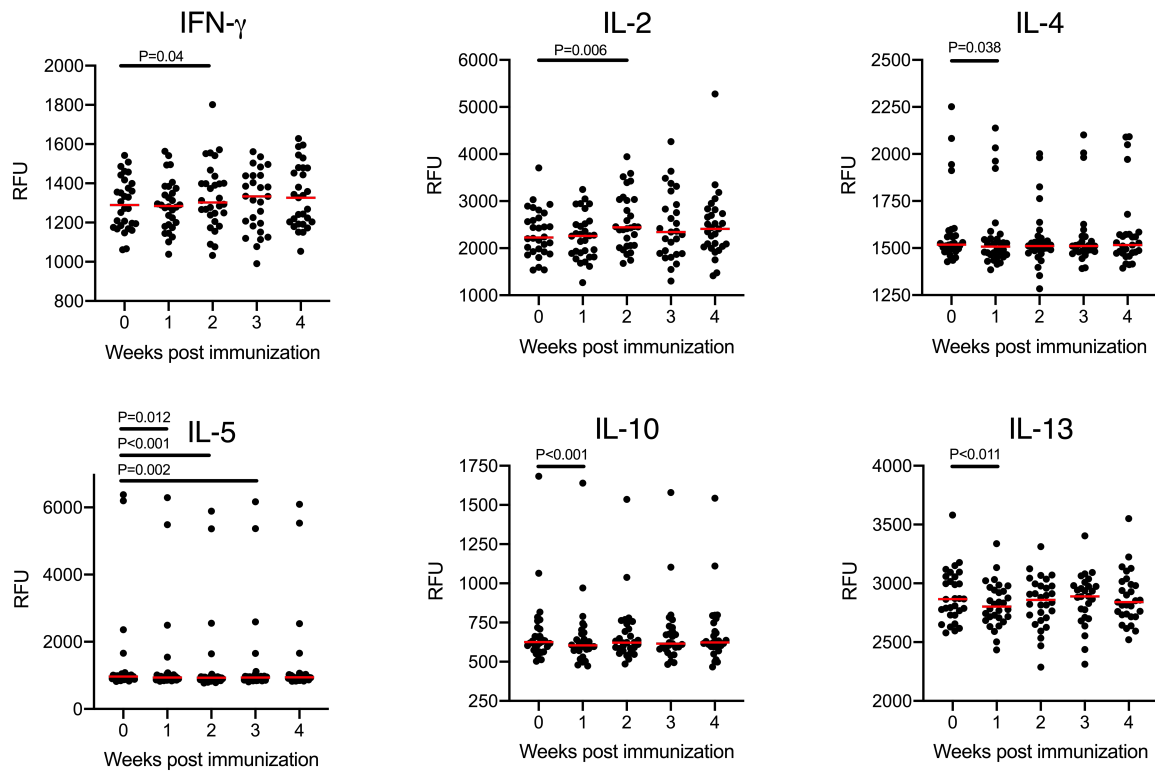 IFN-γ
P=0.04
2000
1800
1600
1400
1200
1000
800
RFU
0 1 2 3 4
Weeks post immunization
IL-2
P=0.006
6000
5000
4000
3000
2000
1000
RFU
0 1 2 3 4
Weeks post immunization
IL-4
P=0.038
2500
2250
2000
1750
1500
1250
RFU
0 1 2 3 4
Weeks post immunization
P=0.012
IL-5
P<0.001
P=0.002
6000
4000
2000
0
RFU
0 1 2 3 4
Weeks post immunization
IL-10
P<0.001
1750
1500
1250
1000
750
500
250
RFU
0 1 2 3 4
Weeks post immunization
IL-13
P<0.011
4000
3500
3000
2500
2000
RFU
0 1 2 3 4
Weeks post immunization